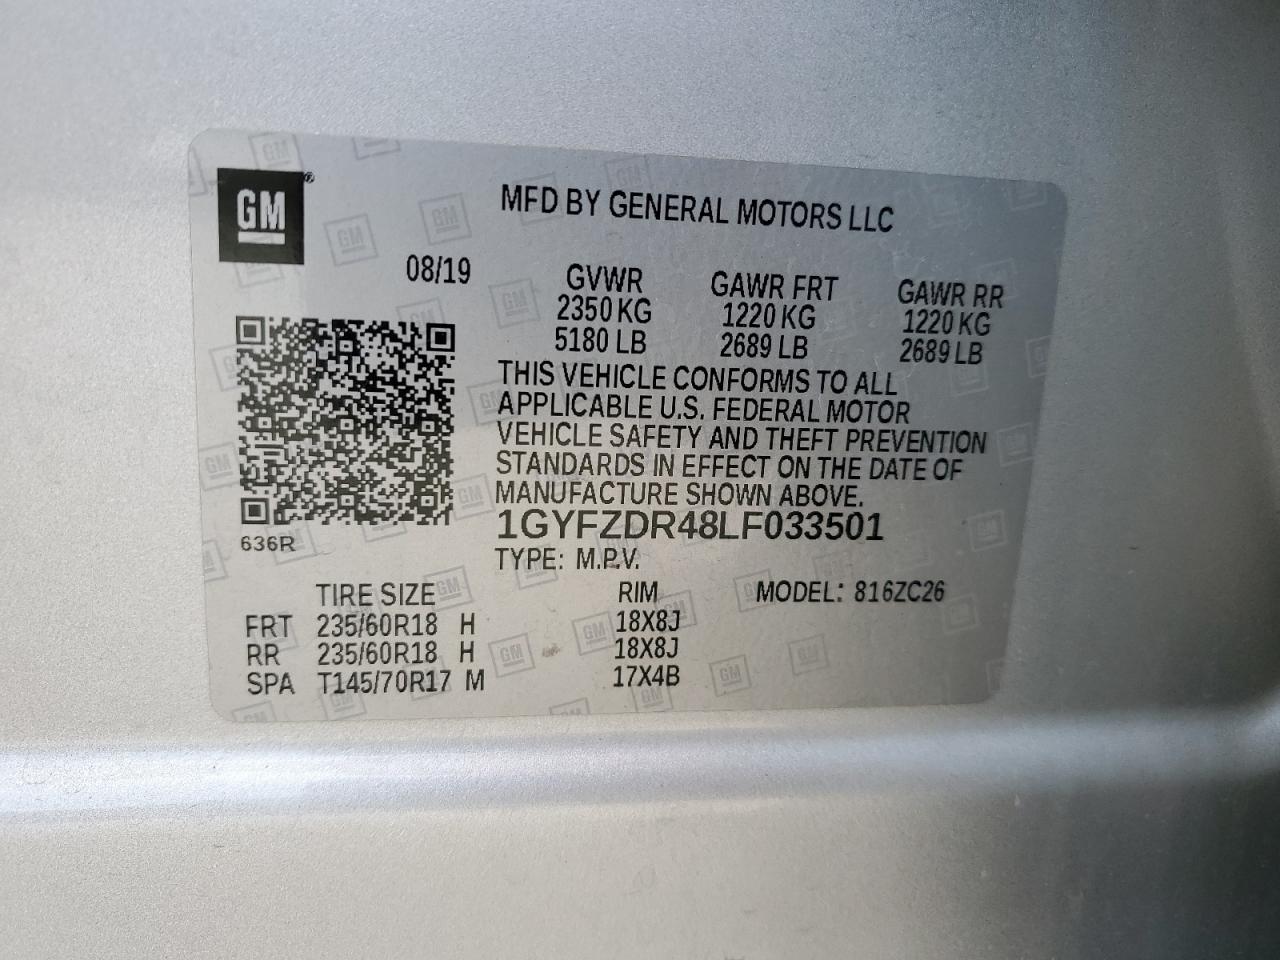 GM®
MFD BY GENERAL MOTORS LLC
08/19
GVWR GAWR FRT GAWR RR
2350 KG 1220 KG 1220 KG
5180 LB 2689 LB 2689 LB
THIS VEHICLE CONFORMS TO ALL
APPLICABLE U.S. FEDERAL MOTOR
VEHICLE SAFETY AND THEFT PREVENTION
STANDARDS IN EFFECT ON THE DATE OF
MANUFACTURE SHOWN ABOVE.
1GYFZDR48LF033501
636R
TYPE: M.P.V.
TIRE SIZE RIM MODEL: 816ZC26
FRT 235/60R18 H 18X8J
RR 235/60R18 H 18X8J
SPA T145/70R17 M 17X4B